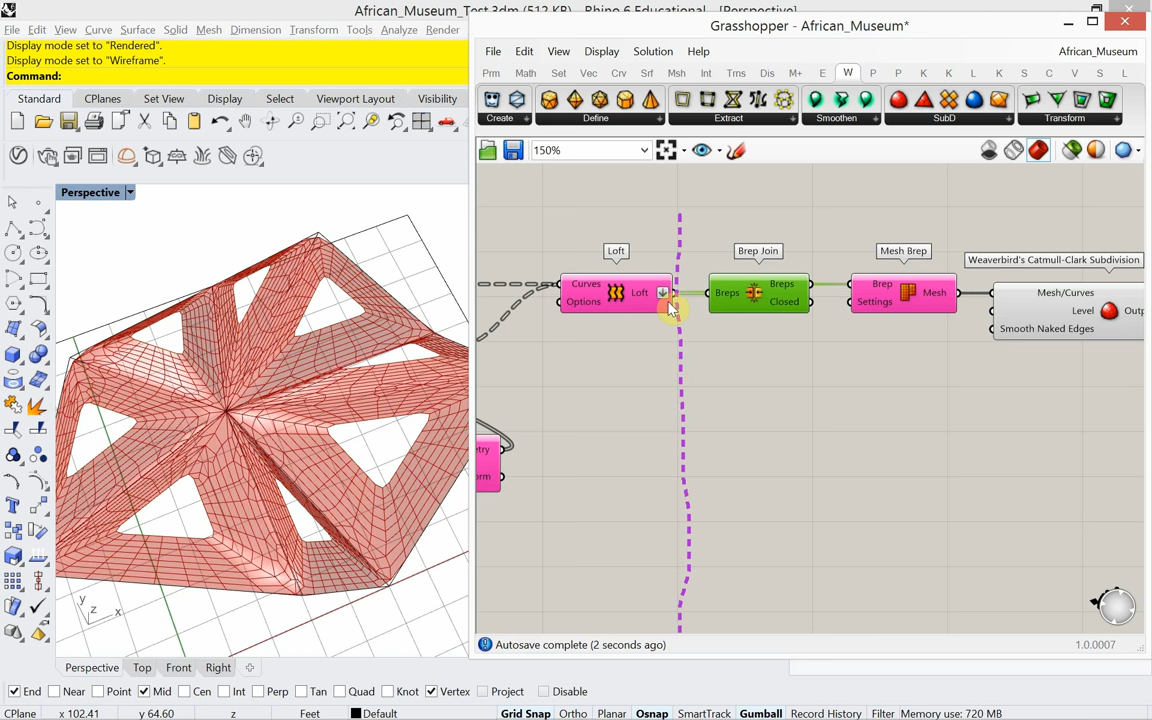 African_Museum_Test.3dm (512 KB) - Rhino 6 Educational - [Perspective]
File Edit View Curve Surface Solid Mesh Dimension Transform Tools Analyze Render
Display mode set to "Rendered".
Display mode set to "Wireframe".
Command:
Standard CPlanes Set View Display Select Viewport Layout Visibility
Perspective
Grasshopper - African_Museum*
File Edit View Display Solution Help
African_Museum
Prm Math Set Vec Crv Srf Msh Int Trns Dis M+ E W P P K K L K S C V S L
Create Define Extract Smoothen SubD Transform
150%
Loft
Brep Join
Mesh Brep
Weaverbird's Catmull-Clark Subdivision
Curves
Options
Loft
Breps
Breps
Closed
Brep
Settings
Mesh
Mesh/Curves
Level
Smooth Naked Edges
Outp
etry
orm
y
z
x
Autosave complete (2 seconds ago)
1.0.0007
Perspective Top Front Right
End Near Point Mid Cen Int Perp Tan Quad Knot Vertex Project Disable
CPlane x 102.41 y 64.60 z Feet Default Grid Snap Ortho Planar Osnap SmartTrack Gumball Record History Filter Memory use: 720 MB